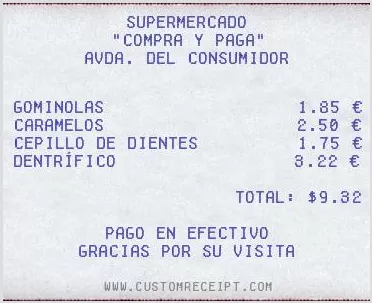 SUPERMERCADO
"COMPRA Y PAGA"
AVDA. DEL CONSUMIDOR
GOMINOLAS 1.85 €
CARAMELOS 2.50 €
CEPILLO DE DIENTES 1.75 €
DENTRÍFICO 3.22 €
TOTAL: $9.32
PAGO EN EFECTIVO
GRACIAS POR SU VISITA
WWW.CUSTOMRECEIPT.COM